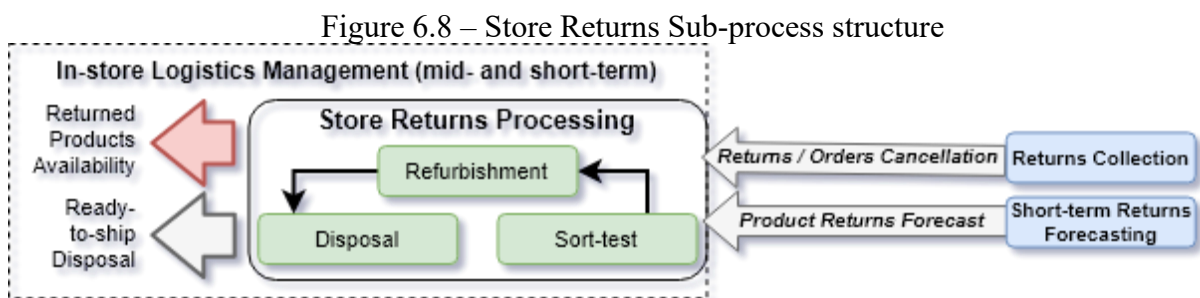 Figure 6.8 – Store Returns Sub-process structure
In-store Logistics Management (mid- and short-term)
Returned
Products
Availability
Ready-
to-ship
Disposal
Store Returns Processing
Refurbishment
Disposal
Sort-test
Returns / Orders Cancellation
Returns Collection
Product Returns Forecast
Short-term Returns
Forecasting